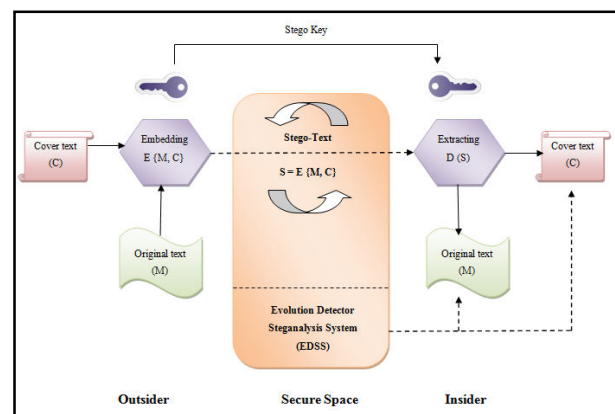 Stego Key
Cover text
(C)
Embedding
E {M, C}
Stego-Text
S = E {M, C}
Extracting
D (S)
Cover text
(C)
Original text
(M)
Original text
(M)
Evolution Detector
Steganalysis System
(EDSS)
Outsider
Secure Space
Insider